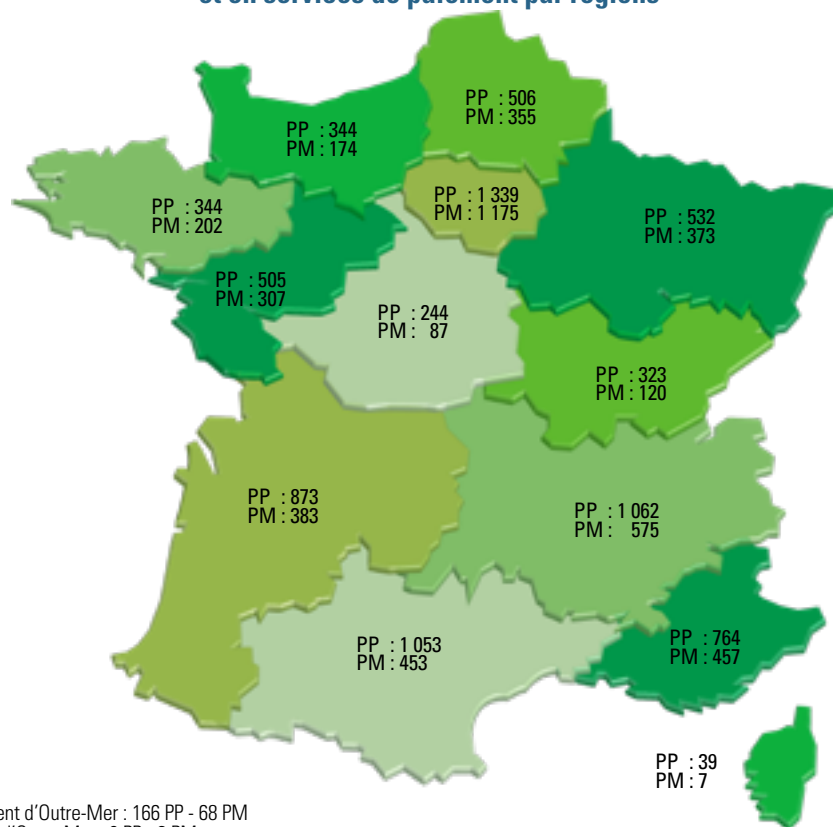 et en services de paiement par régions
PP : 506
PM : 355
PP : 344
PM : 174
PP : 1 339
PM : 1 175
PP : 344
PM : 202
PP : 532
PM : 373
PP : 505
PM : 307
PP : 244
PM : 87
PP : 323
PM : 120
PP : 873
PM : 383
PP : 1 062
PM : 575
PP : 1 053
PM : 453
PP : 764
PM : 457
PP : 39
PM : 7
ent d'Outre-Mer : 166 PP - 68 PM